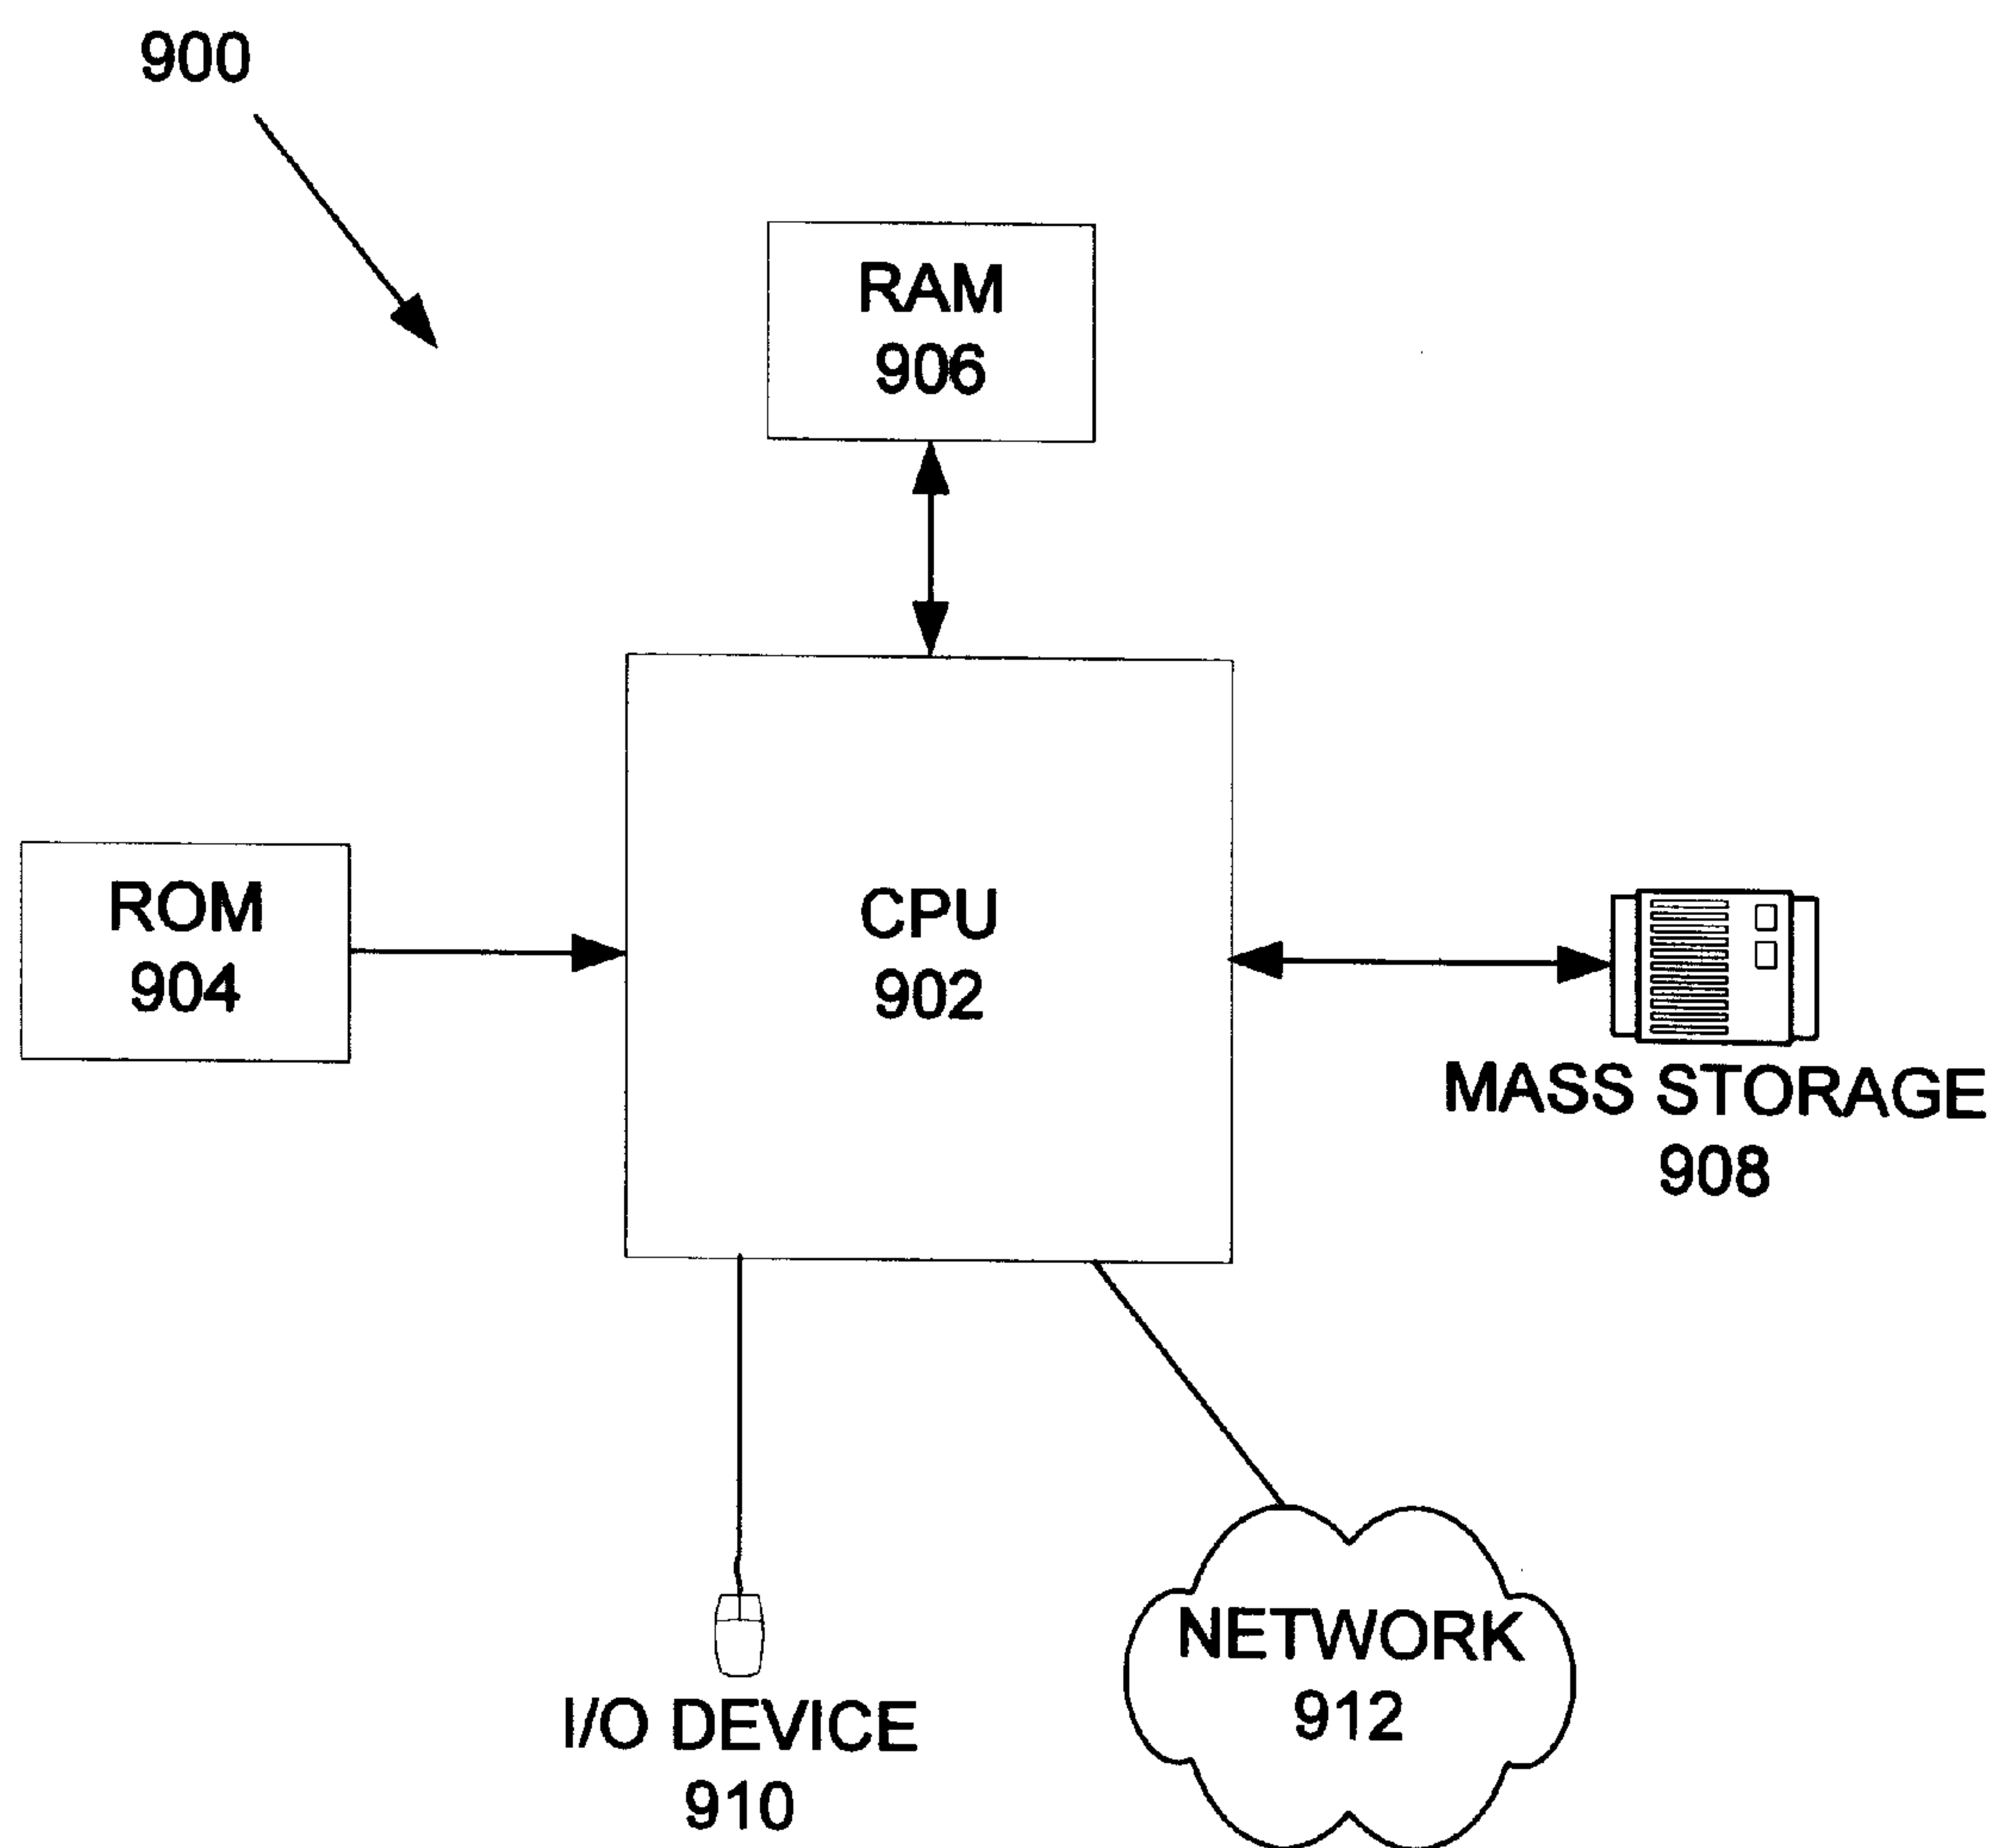 900
RAM
906
ROM
904
CPU
902
MASS STORAGE
908
I/O DEVICE
910
NETWORK
912